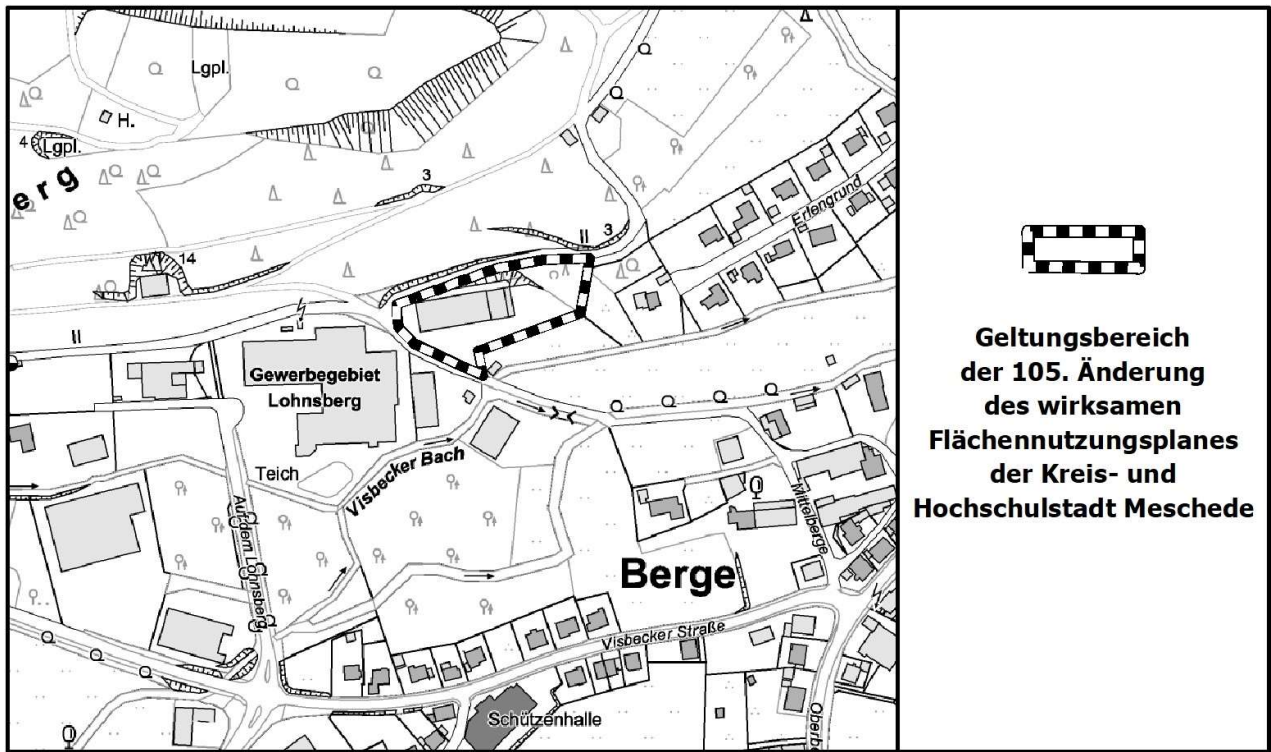 Lgpl.
H.
4
Lgpl.
erg
3
3
II
14
II
Erlengrund
Gewerbegebiet
Lohnsberg
Teich
Visbecker Bach
Auf dem Lohnsberg
Mittelberge
Berge
Visbecker Straße
Schützenhalle
Oberbe
Geltungsbereich
der 105. Änderung
des wirksamen
Flächennutzungsplanes
der Kreis- und
Hochschulstadt Meschede